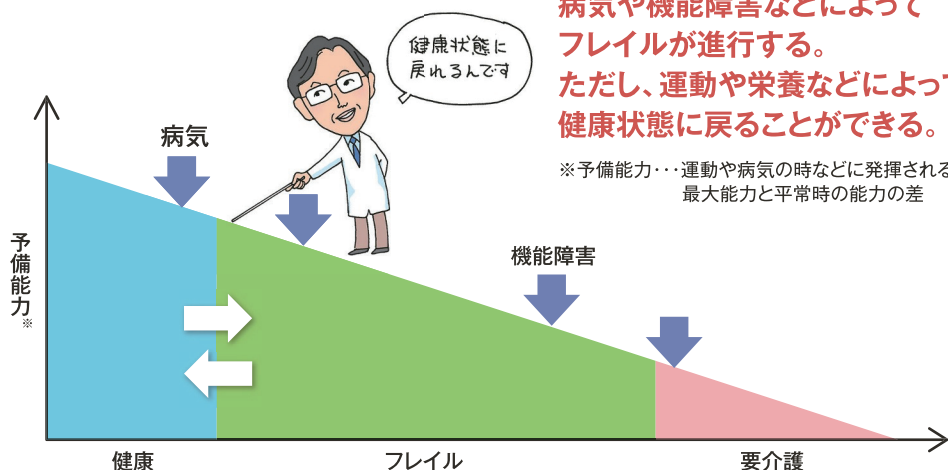 病気や機能障害などによって
フレイルが進行する。
ただし、運動や栄養などによって
健康状態に戻ることができる。
※予備能力･･･運動や病気の時などに発揮される
最大能力と平常時の能力の差
健康状態に
戻れるんです
病気
機能障害
予備能力※
健康
フレイル
要介護